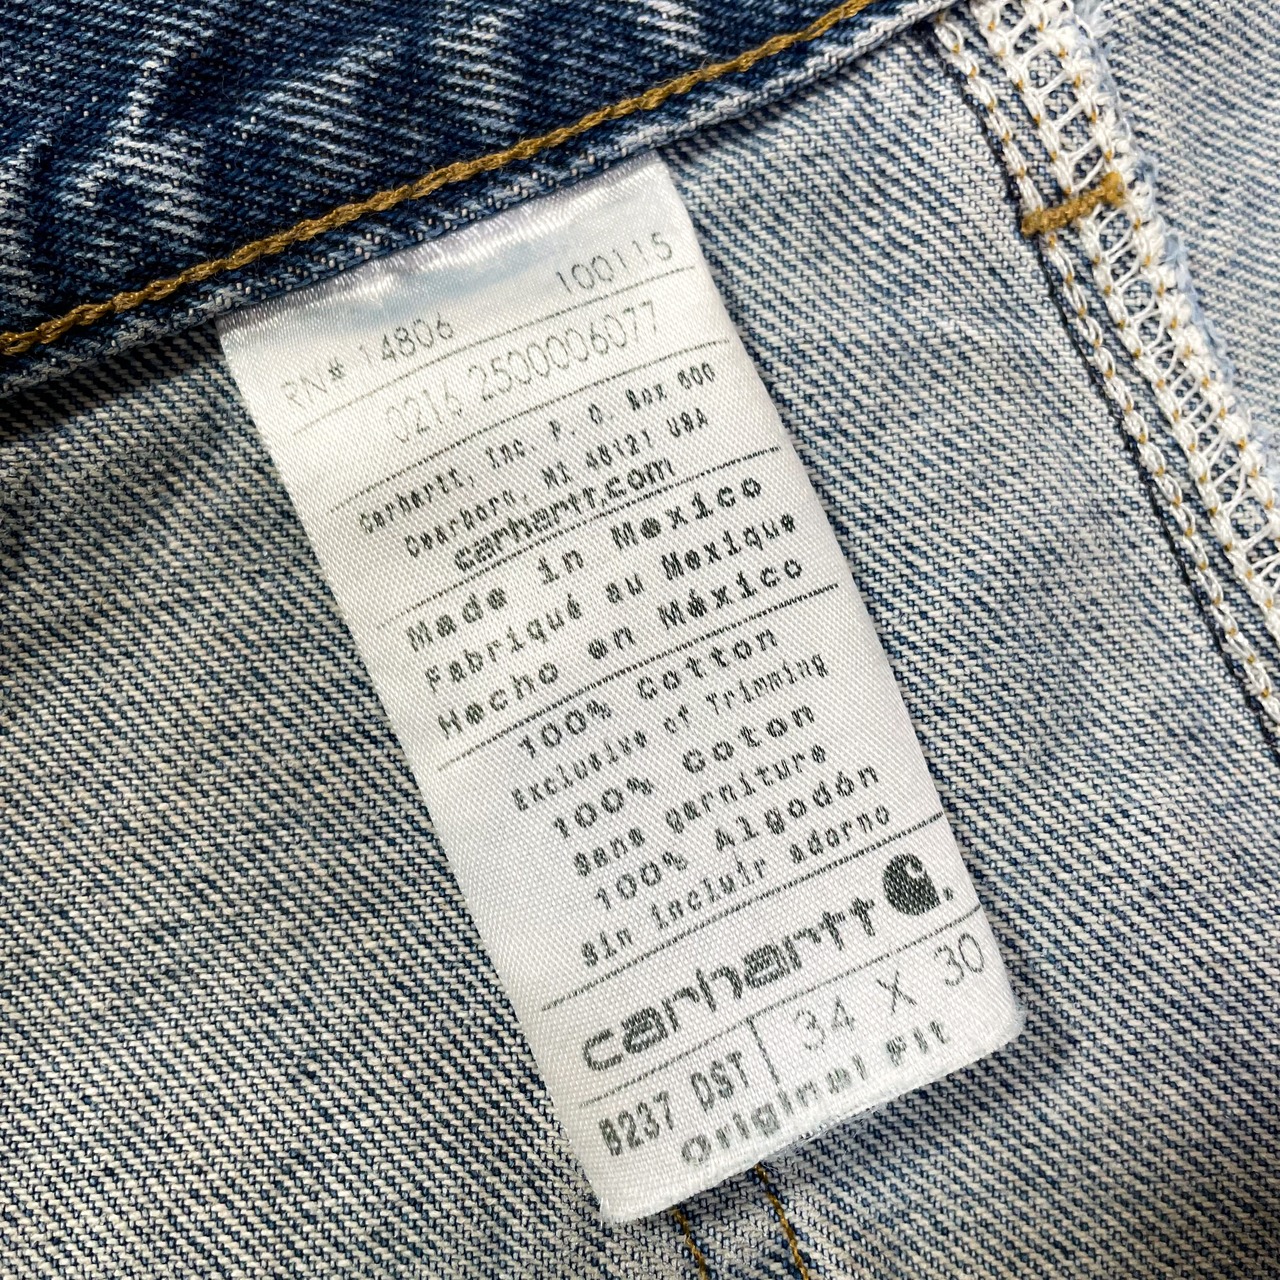 RN# 14806 100115
0216 250006077
Carhartt, Inc P. O. Box 600
Dearborn, MI 48121 USA
carhartt.com
Made in Mexico
Fabriqué au Mexique
Hecho en México
100% Cotton
Exclusive of Trimming
100% Coton
Sans garniture
100% Algodón
Sin incluir adorno
carhartt
B237 DST 34 X 30
Original Fit